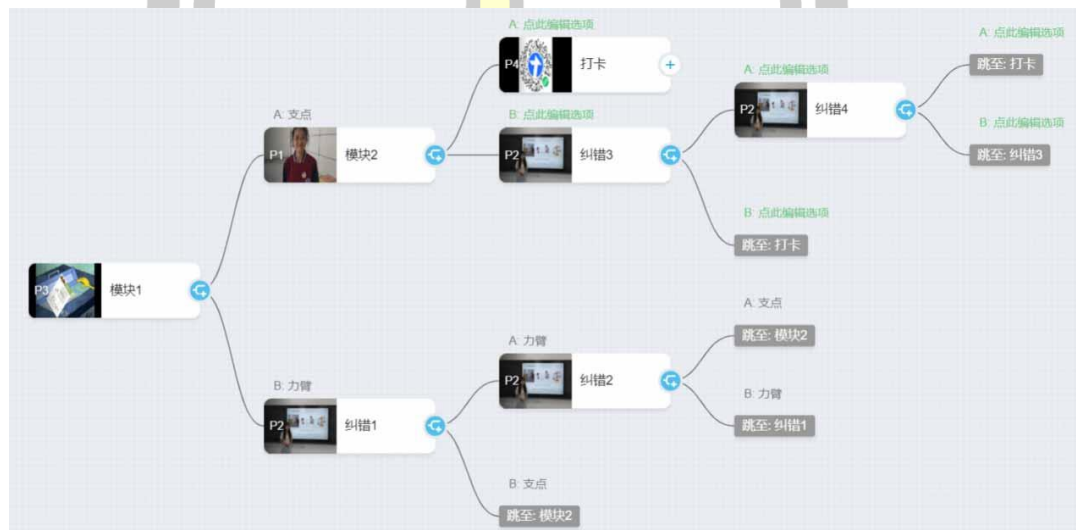 A: 点此编辑选项
P4 打卡
A: 点此编辑选项
跳至: 打卡
A: 点此编辑选项
P2 纠错4
A: 支点
P1 模块2
B: 点此编辑选项
P2 纠错3
B: 点此编辑选项
跳至: 纠错3
B: 点此编辑选项
跳至: 打卡
P3 模块1
A: 支点
跳至: 模块2
A: 力臂
P2 纠错2
B: 力臂
P2 纠错1
B: 力臂
跳至: 纠错1
B: 支点
跳至: 模块2